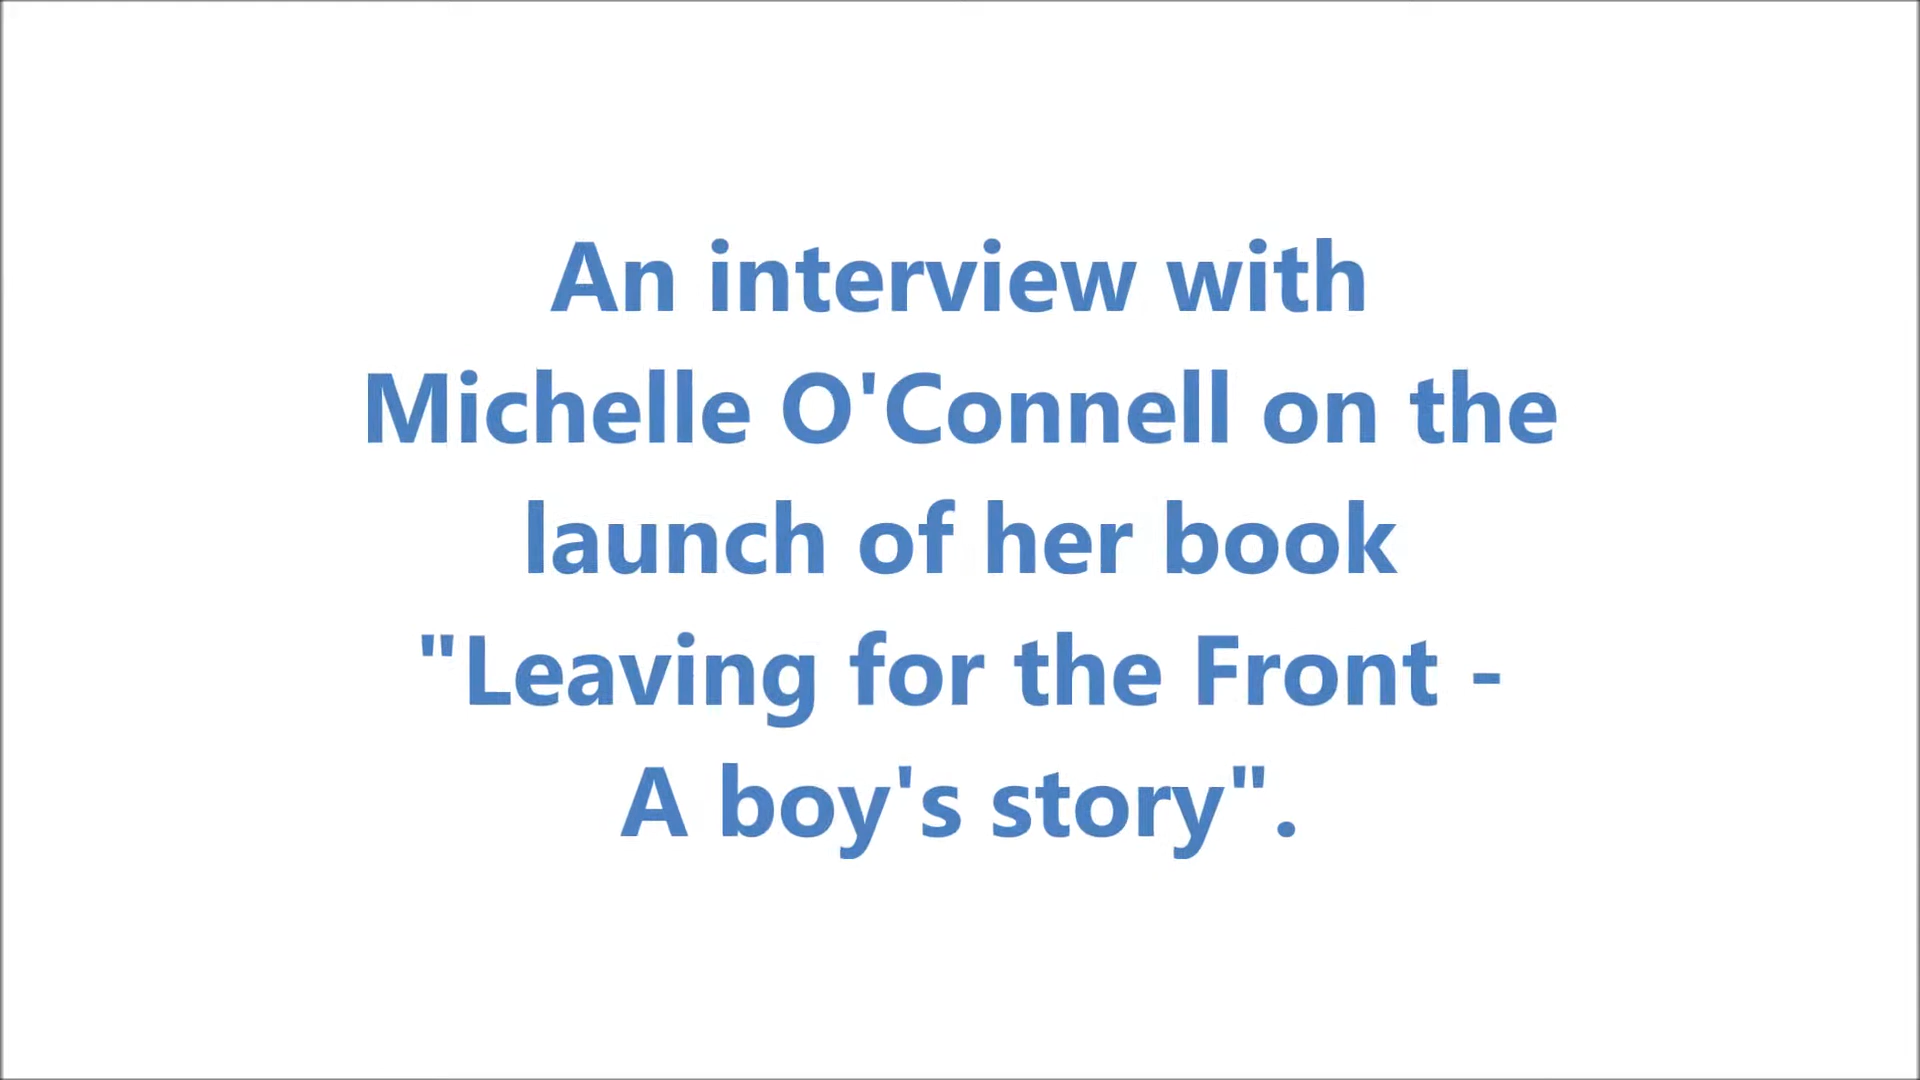 An interview with
Michelle O'Connell on the
launch of her book
"Leaving for the Front -
A boy's story".